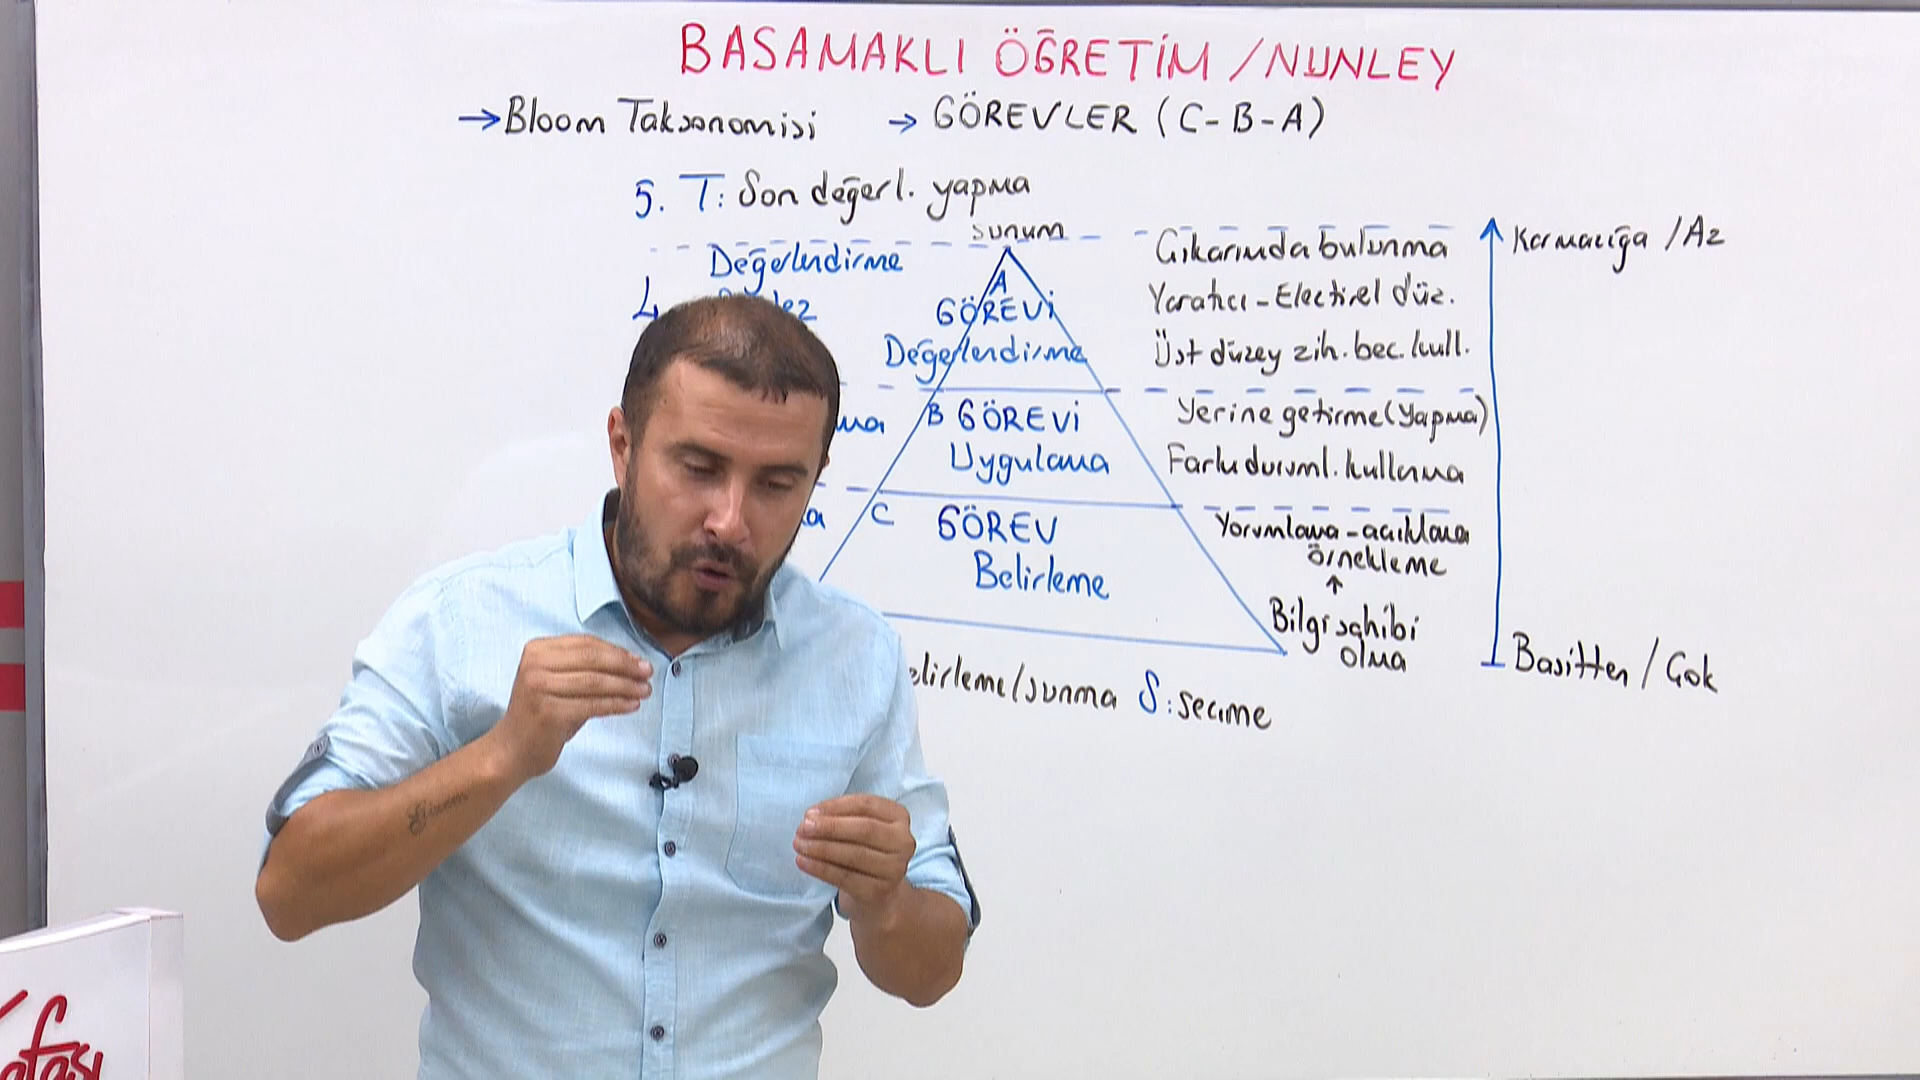 BASAMAKLI ÖĞRETİM / NUNLEY
→ Bloom Taksonomisi → GÖREVLER (C-B-A)
5. T: Son değerl. yapma
sunum
Değerlendirme
4
A
GÖREVİ
Değerlendirme
B GÖREVİ
Uygulama
C GÖREV
Belirleme
Çıkarımda bulunma
Yaratıcı - Eleştirel düz.
Üst düzey zih. bec. kull.
Yerine getirme (Yapma)
Farklı duruml. kullanma
Yorumlama - açıklama
örnekleme
↑
Bilgi sahibi
olma
Karmaşığa / Az
Basitten / Çok
elirleme/sunma S: seçme
afası